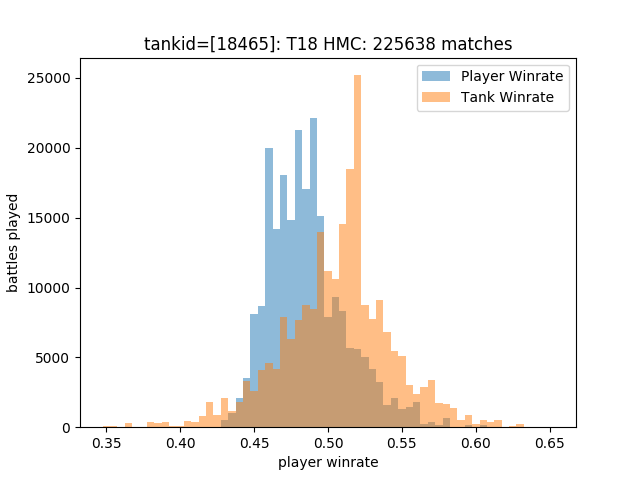 tankid=[18465]: T18 HMC: 225638 matches
Player Winrate
Tank Winrate
battles played
25000
20000
15000
10000
5000
0
0.35 0.40 0.45 0.50 0.55 0.60 0.65
player winrate